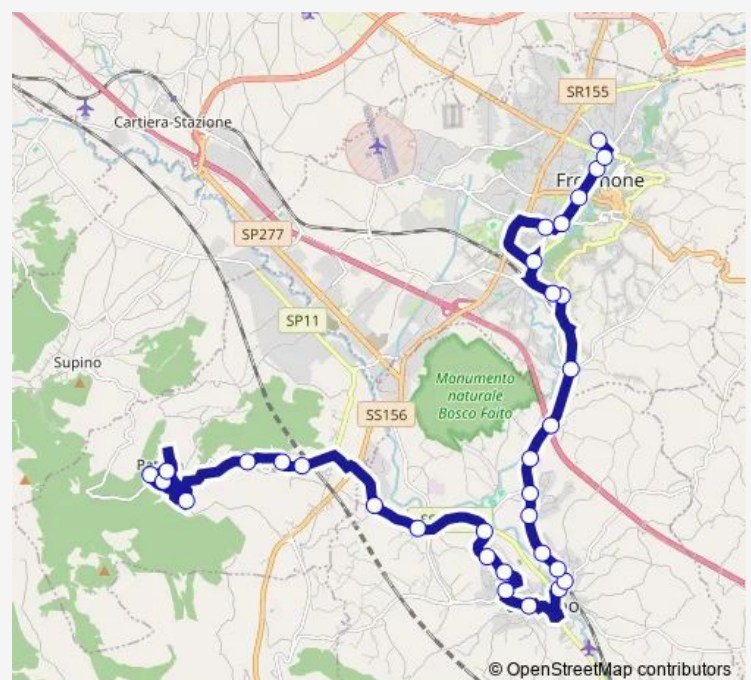 SR155
Cartiera-Stazione
SP277
SP11
Supino
Monumento
naturale
Bosco Faito
SS156
© OpenStreetMap contributors